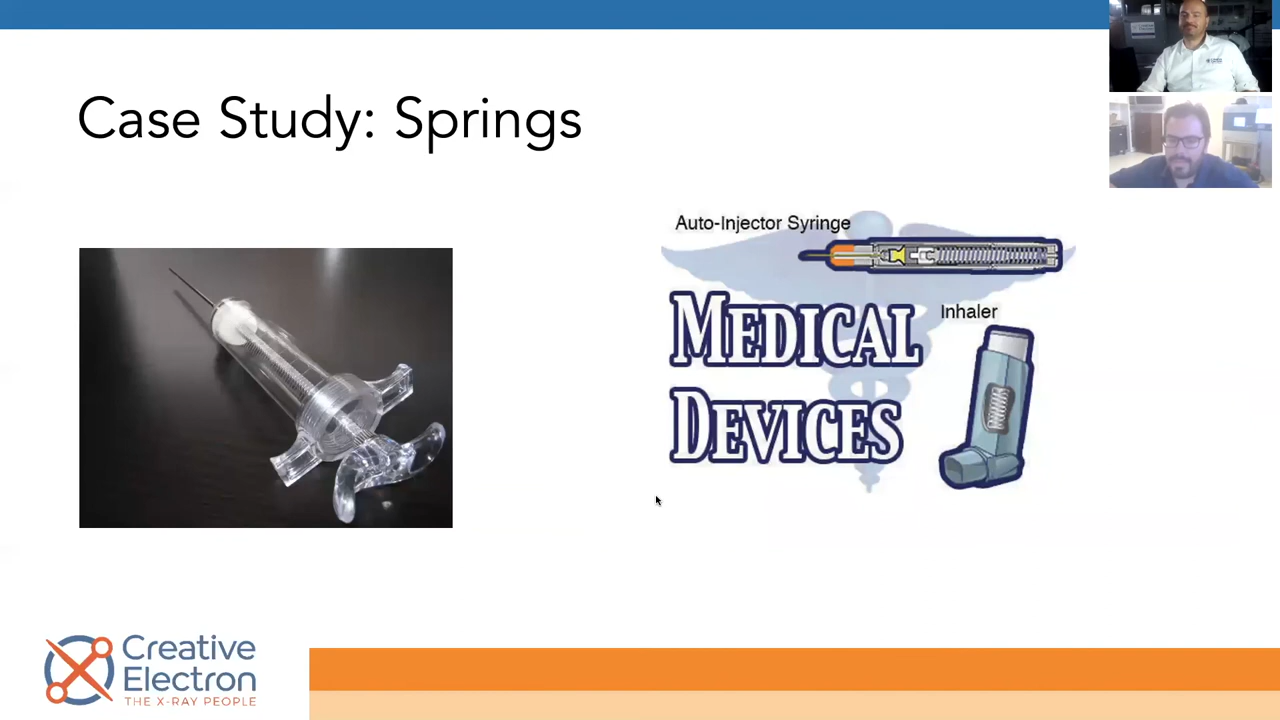 Case Study: Springs
Auto-Injector Syringe
MEDICAL
DEVICES
Inhaler
Creative
Electron
THE X-RAY PEOPLE